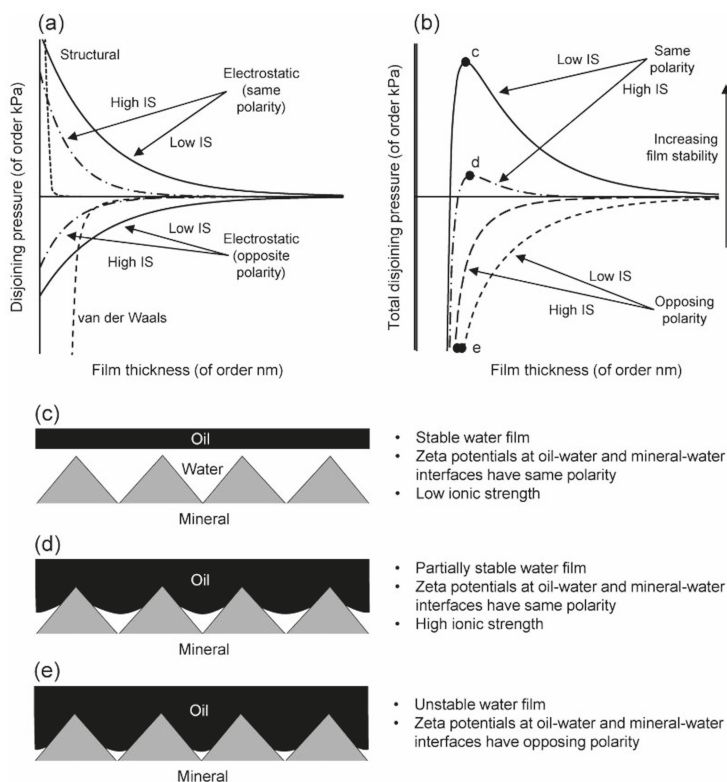 (a)
Disjoining pressure (of order kPa)
Structural
Electrostatic
(same
polarity)
High IS
Low IS
Low IS
High IS
Electrostatic
(opposite
polarity)
van der Waals
Film thickness (of order nm)
(b)
Total disjoining pressure (of order kPa)
c
Low IS
Same
polarity
High IS
d
Increasing
film stability
Low IS
High IS
Opposing
polarity
e
Film thickness (of order nm)
(c)
Oil
Water
Mineral
• Stable water film
• Zeta potentials at oil-water and mineral-water
interfaces have same polarity
• Low ionic strength
(d)
Oil
Mineral
• Partially stable water film
• Zeta potentials at oil-water and mineral-water
interfaces have same polarity
• High ionic strength
(e)
Oil
Mineral
• Unstable water film
• Zeta potentials at oil-water and mineral-water
interfaces have opposing polarity